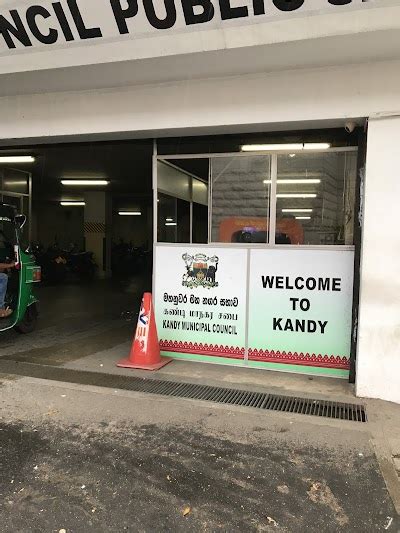 NCIL PUBLIC
මහනුවර මහ නගර සභාව
கண்டி மாநகர சபை
KANDY MUNICIPAL COUNCIL
WELCOME
TO
KANDY